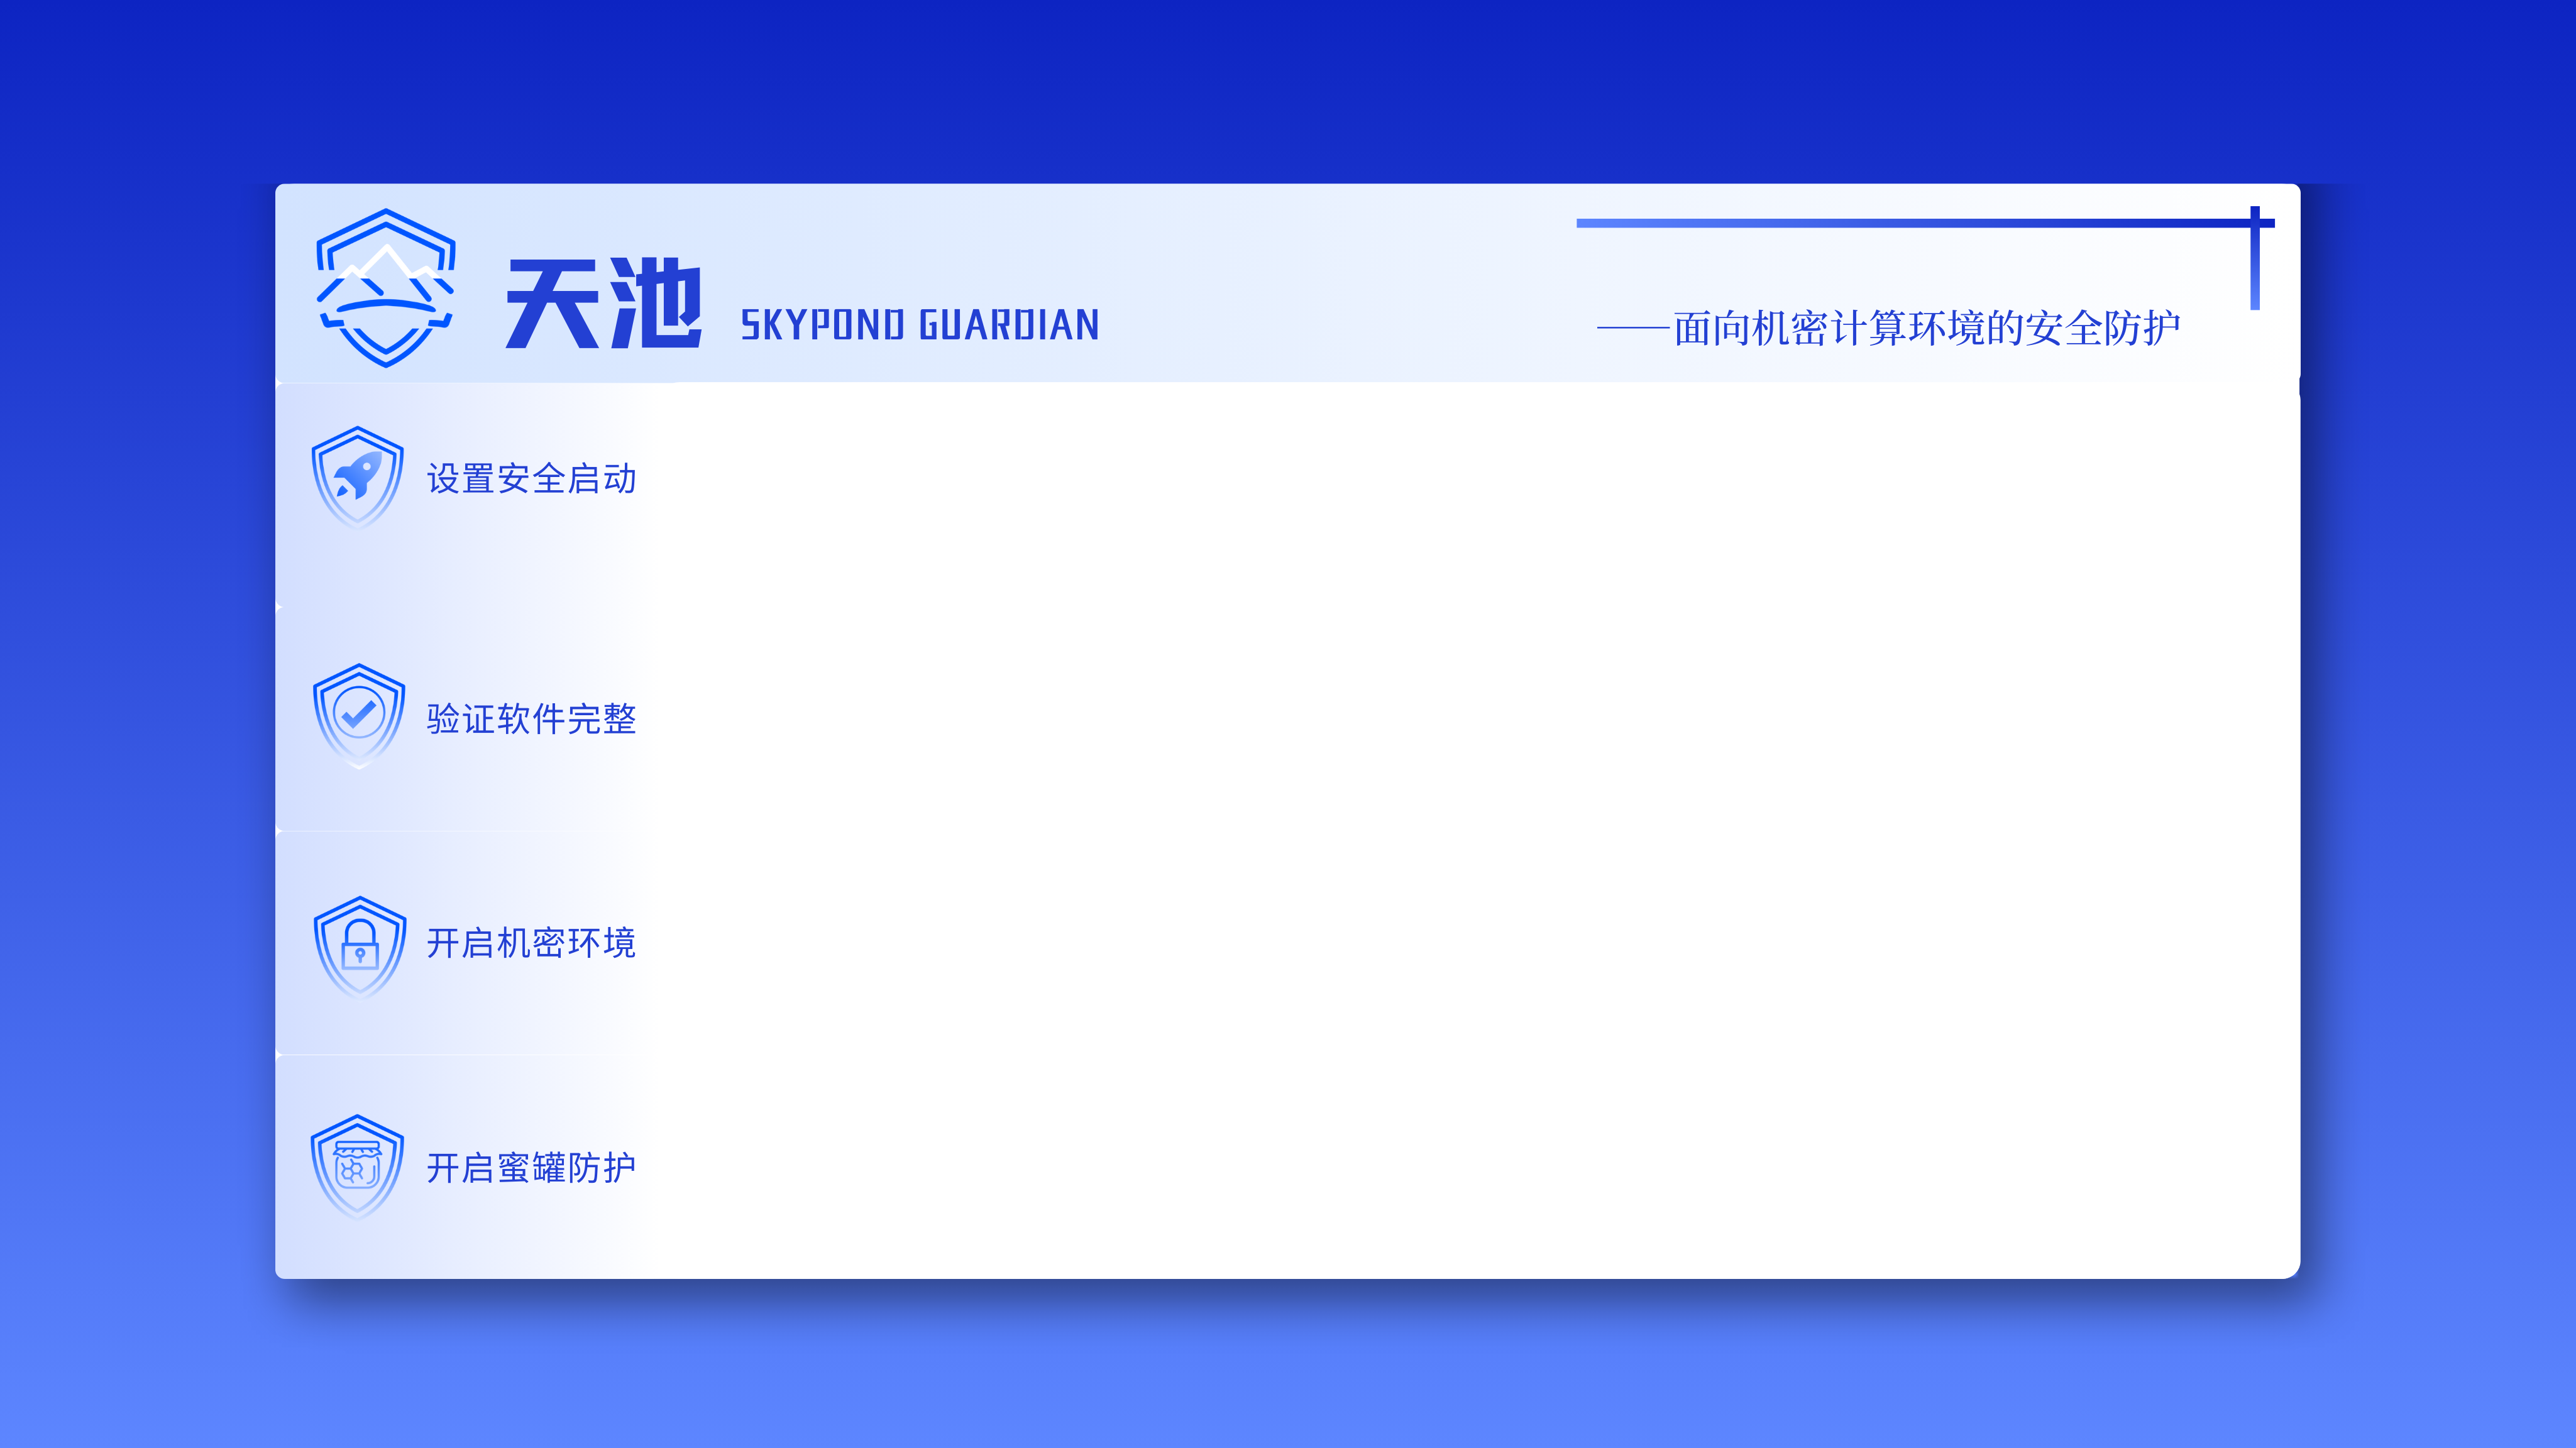 天池 SKYPOND GUARDIAN
——面向机密计算环境的安全防护
设置安全启动
验证软件完整
开启机密环境
开启蜜罐防护